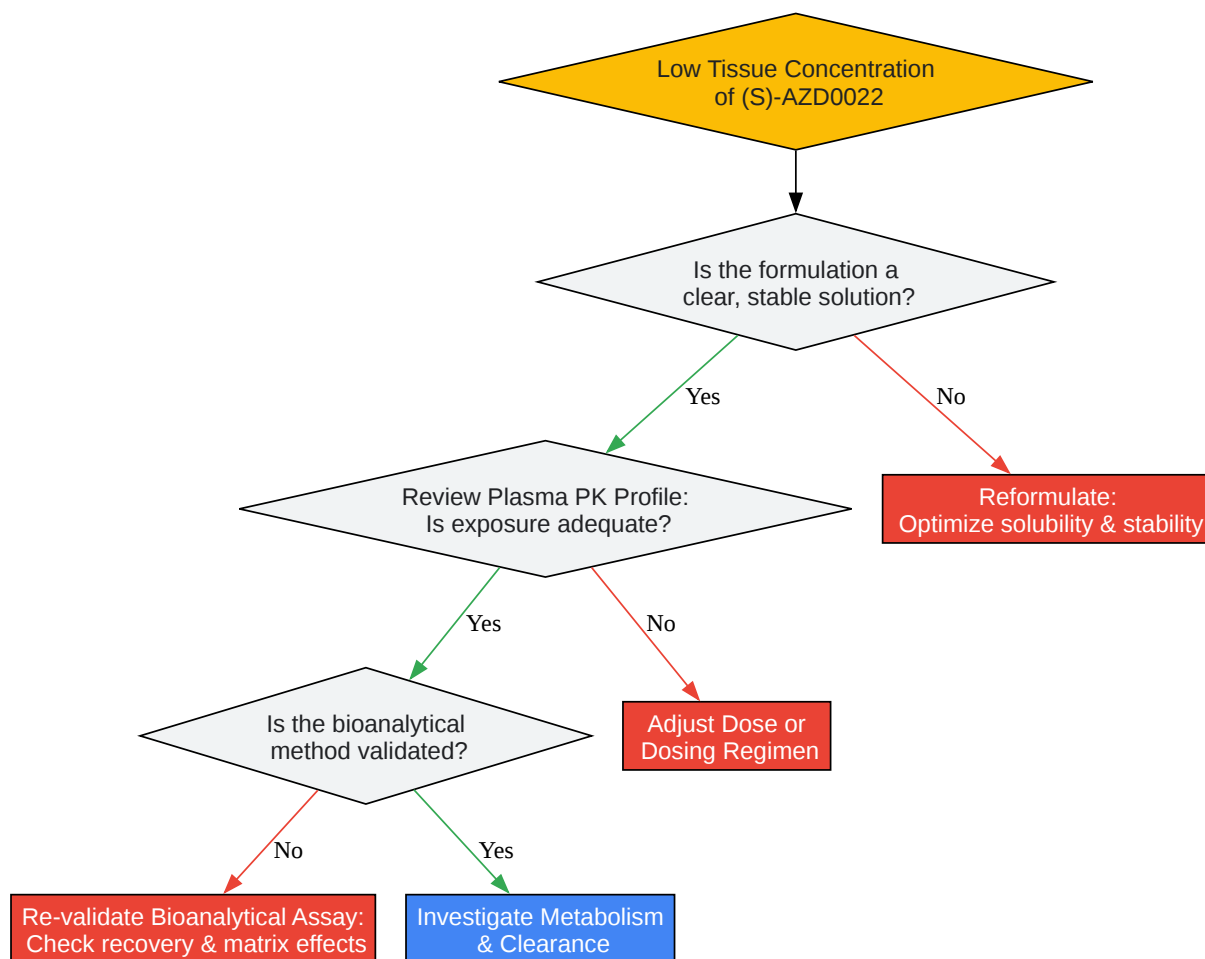 Low Tissue Concentration
of (S)-AZD0022
Is the formulation a
clear, stable solution?
Yes
No
Review Plasma PK Profile:
Is exposure adequate?
Reformulate:
Optimize solubility & stability
Yes
No
Is the bioanalytical
method validated?
Adjust Dose or
Dosing Regimen
No
Yes
Re-validate Bioanalytical Assay:
Check recovery & matrix effects
Investigate Metabolism
& Clearance